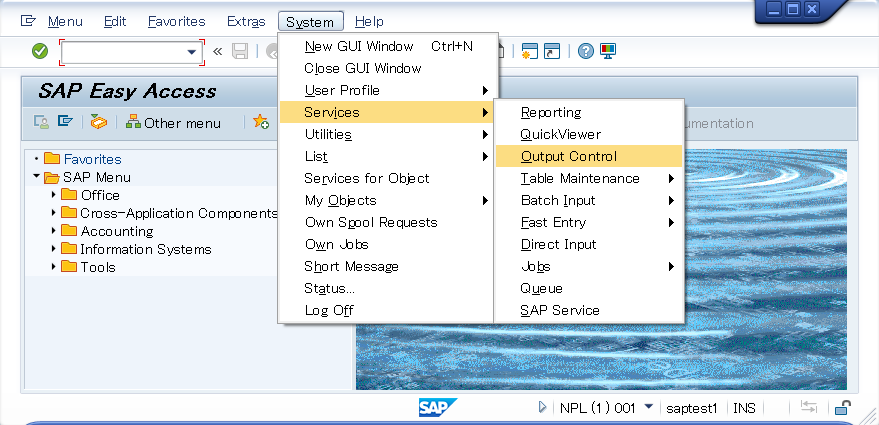 Menu Edit Favorites Extras System Help
SAP Easy Access
Other menu
Favorites
SAP Menu
Office
Cross-Application Components
Accounting
Information Systems
Tools
New GUI Window Ctrl+N
Close GUI Window
User Profile
Services
Utilities
List
Services for Object
My Objects
Own Spool Requests
Own Jobs
Short Message
Status...
Log Off
Reporting
QuickViewer
Output Control
Table Maintenance
Batch Input
Fast Entry
Direct Input
Jobs
Queue
SAP Service
SAP NPL (1) 001 saptest1 INS